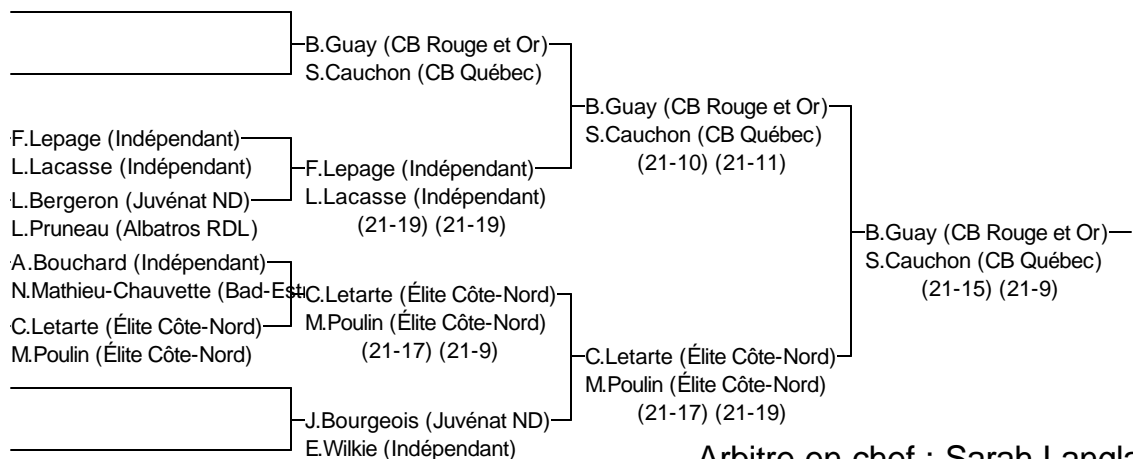 B.Guay (CB Rouge et Or)
S.Cauchon (CB Québec)
F.Lepage (Indépendant)
L.Lacasse (Indépendant)
L.Bergeron (Juvénat ND)
L.Pruneau (Albatros RDL)
A.Bouchard (Indépendant)
N.Mathieu-Chauvette
C.Letarte (Élite Côte-Nord)
M.Poulin (Élite Côte-Nord)
F.Lepage (Indépendant)
L.Lacasse (Indépendant)
(21-19) (21-19)
C.Letarte (Élite Côte-Nord)
M.Poulin (Élite Côte-Nord)
(21-17) (21-9)
J.Bourgeois (Juvénat ND)
E.Wilkie (Indépendant)
B.Guay (CB Rouge et Or)
S.Cauchon (CB Québec)
(21-10) (21-11)
C.Letarte (Élite Côte-Nord)
M.Poulin (Élite Côte-Nord)
(21-17) (21-19)
B.Guay (CB Rouge et Or)
S.Cauchon (CB Québec)
(21-15) (21-9)
Arbitre en chef : Sarah